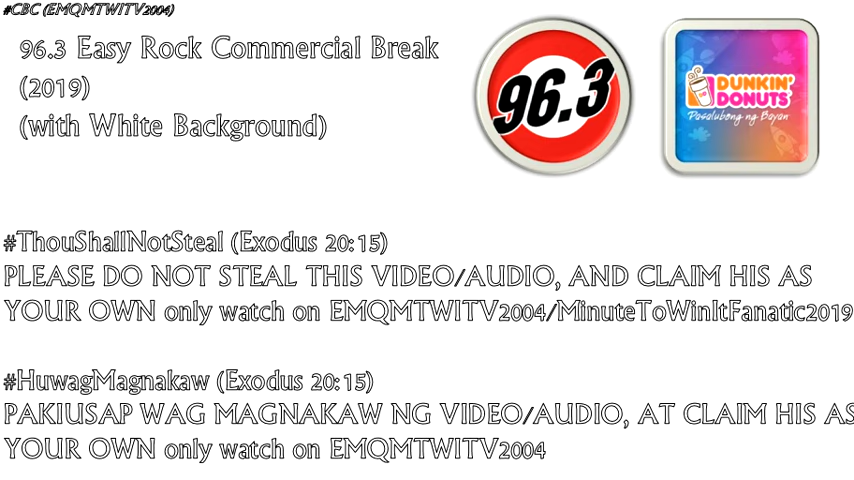 #CBC (EMQMTWITV2004)
96.3 Easy Rock Commercial Break
(2019)
(with White Background)
96.3
DUNKIN'
DONUTS
Pasalubong ng Bayan
#ThouShallNotSteal (Exodus 20:15)
PLEASE DO NOT STEAL THIS VIDEO/AUDIO, AND CLAIM HIS AS
YOUR OWN only watch on EMQMTWITV2004/MinuteToWinItFanatic2019
#HuwagMagnakaw (Exodus 20:15)
PAKIUSAP WAG MAGNAKAW NG VIDEO/AUDIO, AT CLAIM HIS AS
YOUR OWN only watch on EMQMTWITV2004